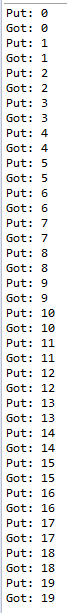 Put: 0
Got: 0
Put: 1
Got: 1
Put: 2
Got: 2
Put: 3
Got: 3
Put: 4
Got: 4
Put: 5
Got: 5
Put: 6
Got: 6
Put: 7
Got: 7
Put: 8
Got: 8
Put: 9
Got: 9
Put: 10
Got: 10
Put: 11
Got: 11
Put: 12
Got: 12
Put: 13
Got: 13
Put: 14
Got: 14
Put: 15
Got: 15
Put: 16
Got: 16
Put: 17
Got: 17
Put: 18
Got: 18
Put: 19
Got: 19